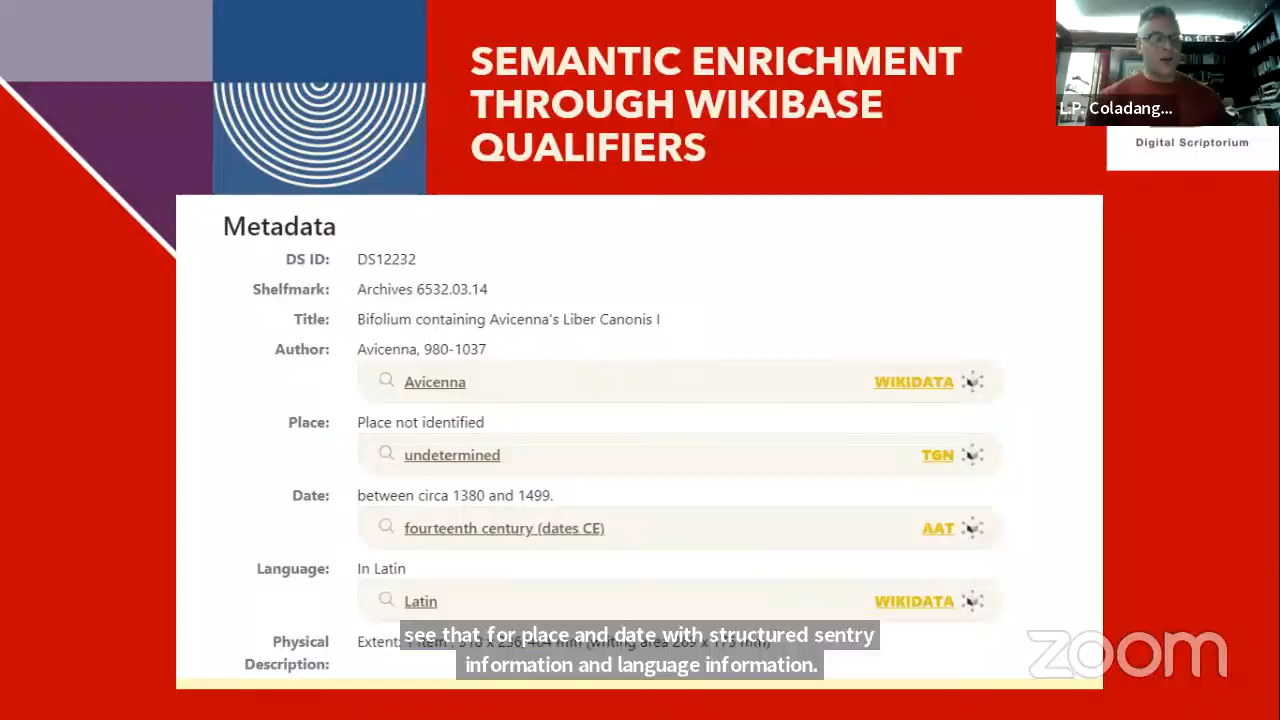 SEMANTIC ENRICHMENT
THROUGH WIKIBASE
QUALIFIERS
L.P. Coladang...
Digital Scriptorium
Metadata
DS ID: DS12232
Shelfmark: Archives 6532.03.14
Title: Bifolium containing Avicenna's Liber Canonis I
Author: Avicenna, 980-1037
Avicenna WIKIDATA
Place: Place not identified
undetermined TGN
Date: between circa 1380 and 1499.
fourteenth century (dates CE) AAT
Language: In Latin
Latin WIKIDATA
Physical Description: Extent:
see that for place and date with structured sentry
information and language information.
zoom